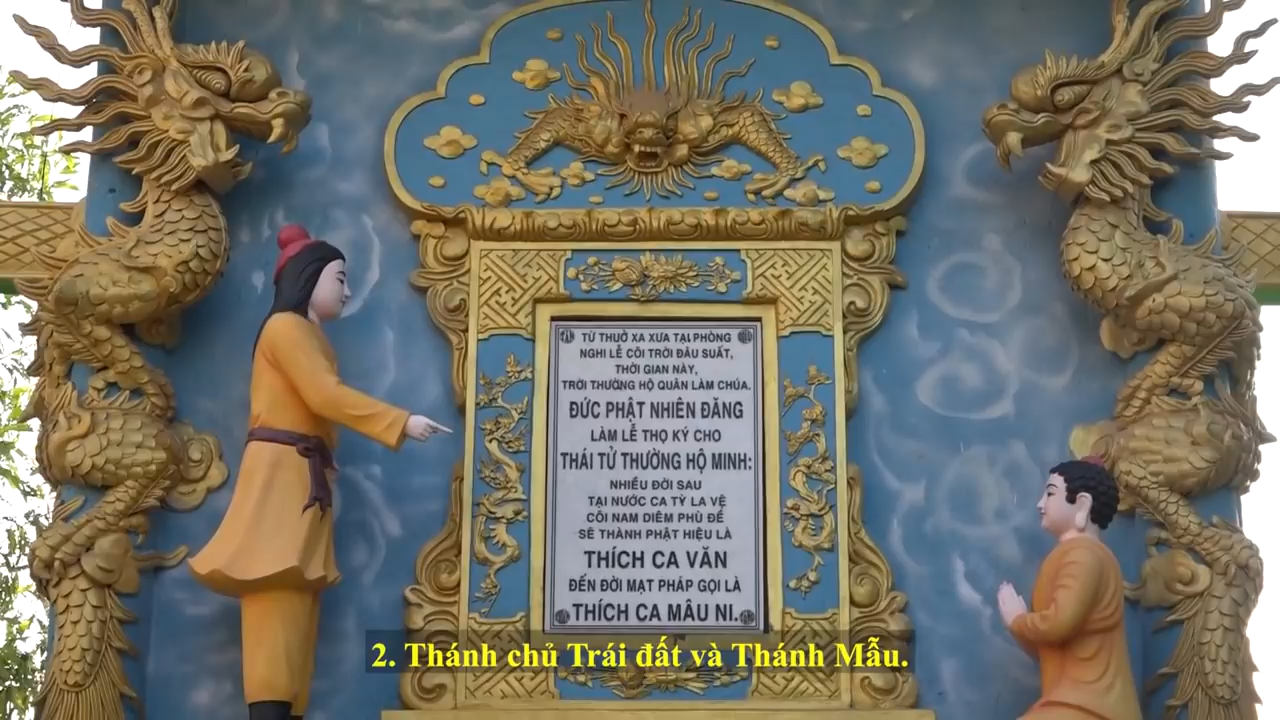 TỪ THUỞ XA XƯA TẠI PHÒNG
NGHI LỄ CÕI TRỜI ĐÂU SUẤT,
THỜI GIAN NÀY,
TRỜI THƯỜNG HỘ QUÂN LÀM CHÚA.
ĐỨC PHẬT NHIÊN ĐĂNG
LÀM LỄ THỌ KÝ CHO
THÁI TỬ THƯỜNG HỘ MINH:
NHIỀU ĐỜI SAU
TẠI NƯỚC CA TỲ LA VỆ
CÕI NAM DIÊM PHÙ ĐỀ
SẼ THÀNH PHẬT HIỆU LÀ
THÍCH CA VĂN
ĐẾN ĐỜI MẠT PHÁP GỌI LÀ
THÍCH CA MÂU NI.
2. Thánh chủ Trái đất và Thánh Mẫu.